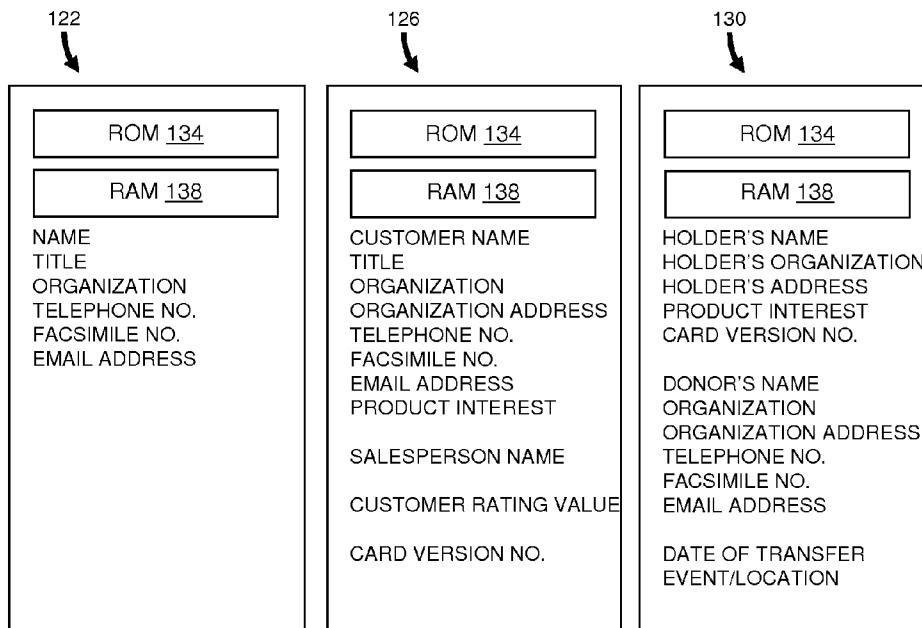 122
126
130
ROM 134
RAM 138
NAME
TITLE
ORGANIZATION
TELEPHONE NO.
FACSIMILE NO.
EMAIL ADDRESS
ROM 134
RAM 138
CUSTOMER NAME
TITLE
ORGANIZATION
ORGANIZATION ADDRESS
TELEPHONE NO.
FACSIMILE NO.
EMAIL ADDRESS
PRODUCT INTEREST
SALESPERSON NAME
CUSTOMER RATING VALUE
CARD VERSION NO.
ROM 134
RAM 138
HOLDER'S NAME
HOLDER'S ORGANIZATION
HOLDER'S ADDRESS
PRODUCT INTEREST
CARD VERSION NO.
DONOR'S NAME
ORGANIZATION
ORGANIZATION ADDRESS
TELEPHONE NO.
FACSIMILE NO.
EMAIL ADDRESS
DATE OF TRANSFER
EVENT/LOCATION